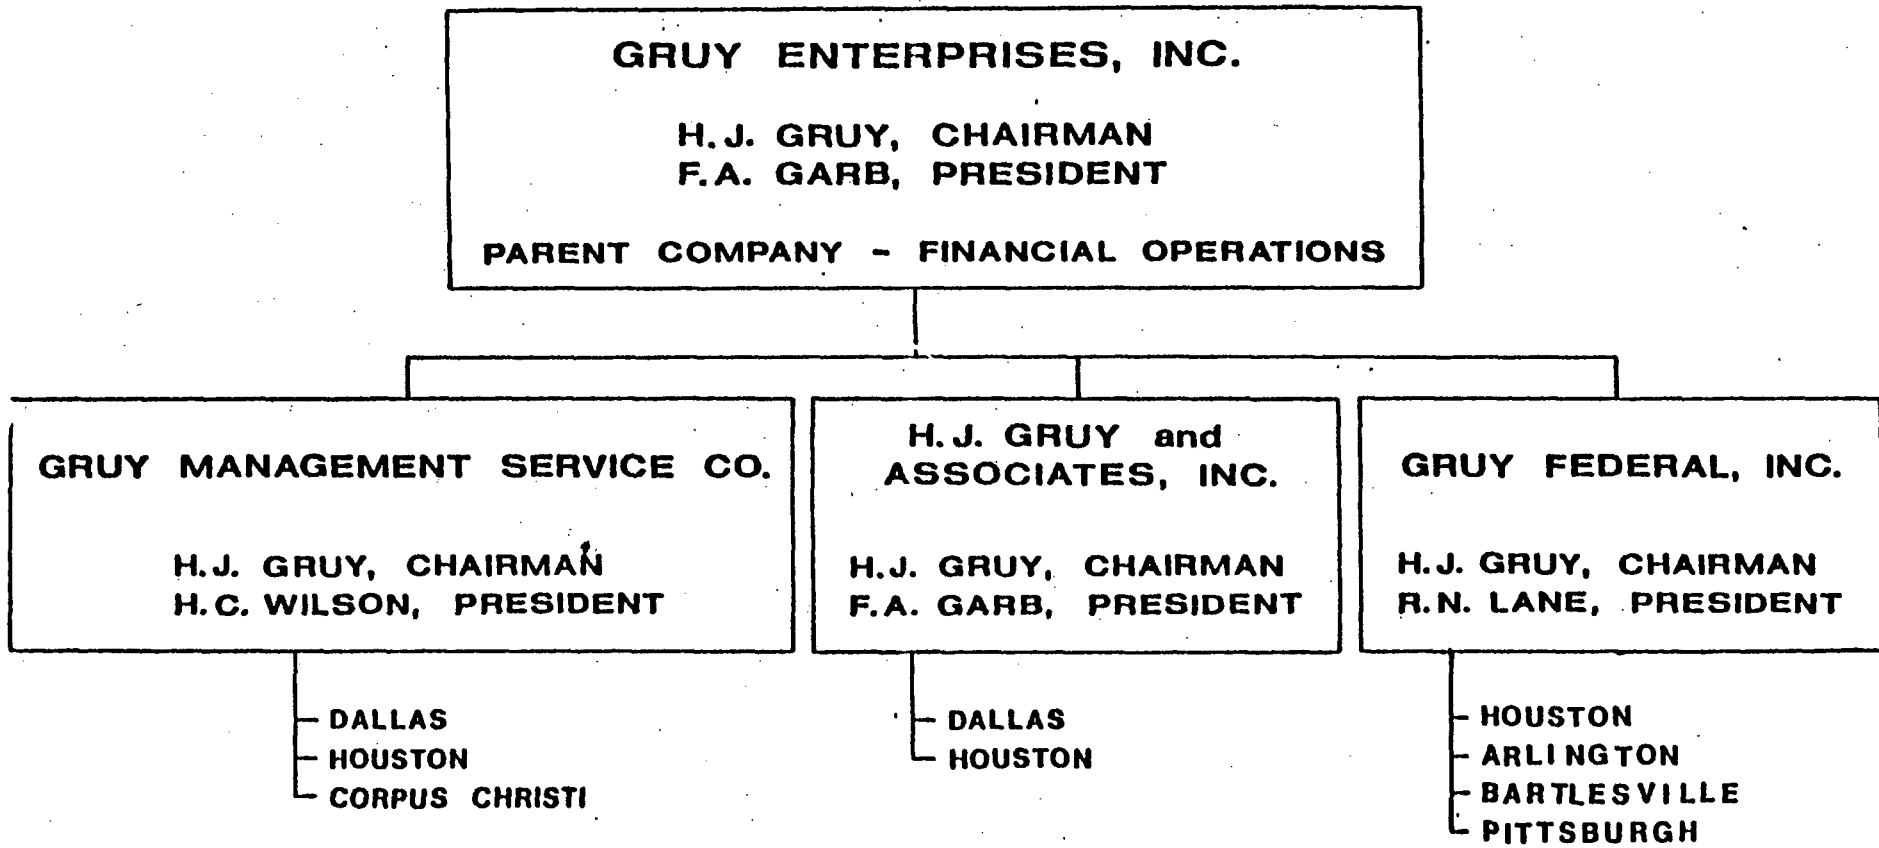 GRUY ENTERPRISES, INC.
H.J. GRUY, CHAIRMAN
F.A. GARB, PRESIDENT
PARENT COMPANY - FINANCIAL OPERATIONS
GRUY MANAGEMENT SERVICE CO.
H.J. GRUY, CHAIRMAN
H.C. WILSON, PRESIDENT
DALLAS
HOUSTON
CORPUS CHRISTI
H.J. GRUY and
ASSOCIATES, INC.
H.J. GRUY, CHAIRMAN
F.A. GARB, PRESIDENT
DALLAS
HOUSTON
GRUY FEDERAL, INC.
H.J. GRUY, CHAIRMAN
R.N. LANE, PRESIDENT
HOUSTON
ARLINGTON
BARTLESVILLE
PITTSBURGH